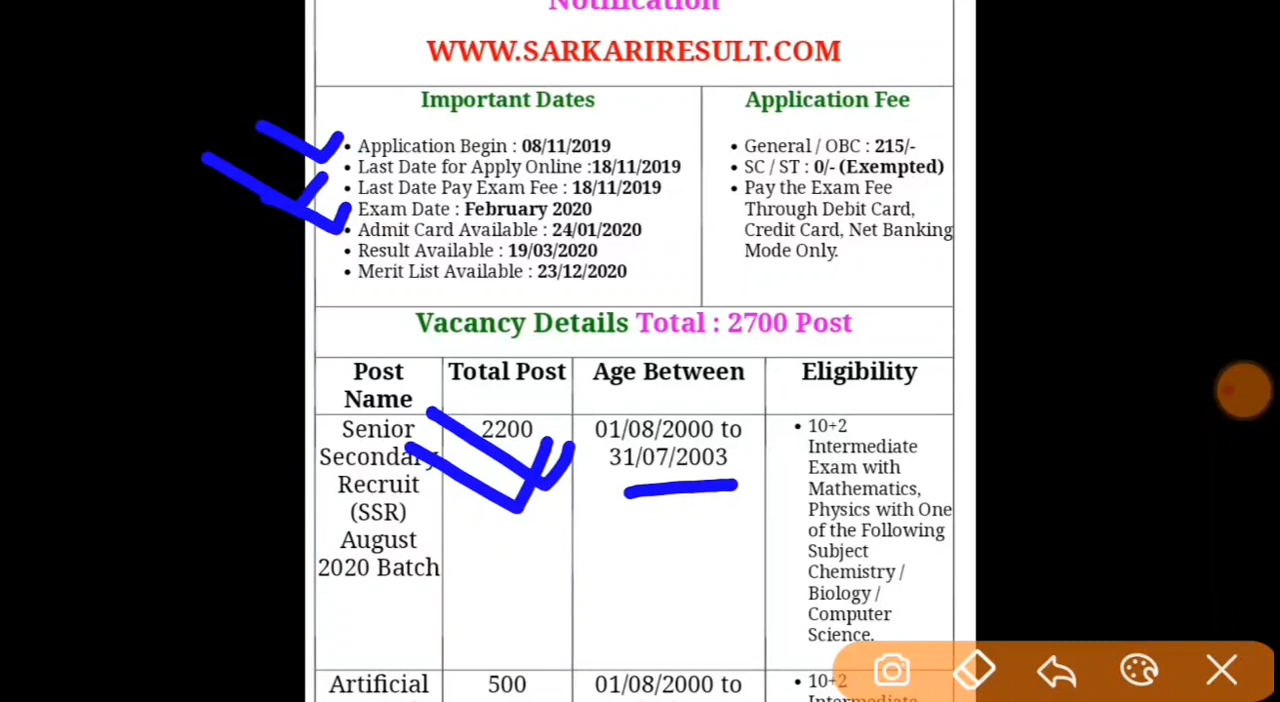 Notification
WWW.SARKARIRESULT.COM
Important Dates
• Application Begin : 08/11/2019
• Last Date for Apply Online :18/11/2019
• Last Date Pay Exam Fee : 18/11/2019
Exam Date : February 2020
• Admit Card Available : 24/01/2020
• Result Available : 19/03/2020
• Merit List Available : 23/12/2020
Application Fee
• General / OBC : 215/-
• SC / ST : 0/- (Exempted)
• Pay the Exam Fee
Through Debit Card,
Credit Card, Net Banking
Mode Only.
Vacancy Details Total : 2700 Post
Post
Name
Total Post
Age Between
Eligibility
Senior
Secondary
Recruit
(SSR)
August
2020 Batch
2200
01/08/2000 to
31/07/2003
• 10+2
Intermediate
Exam with
Mathematics,
Physics with One
of the Following
Subject
Chemistry /
Biology /
Computer
Science.
Artificial
500
01/08/2000 to
• 10+2